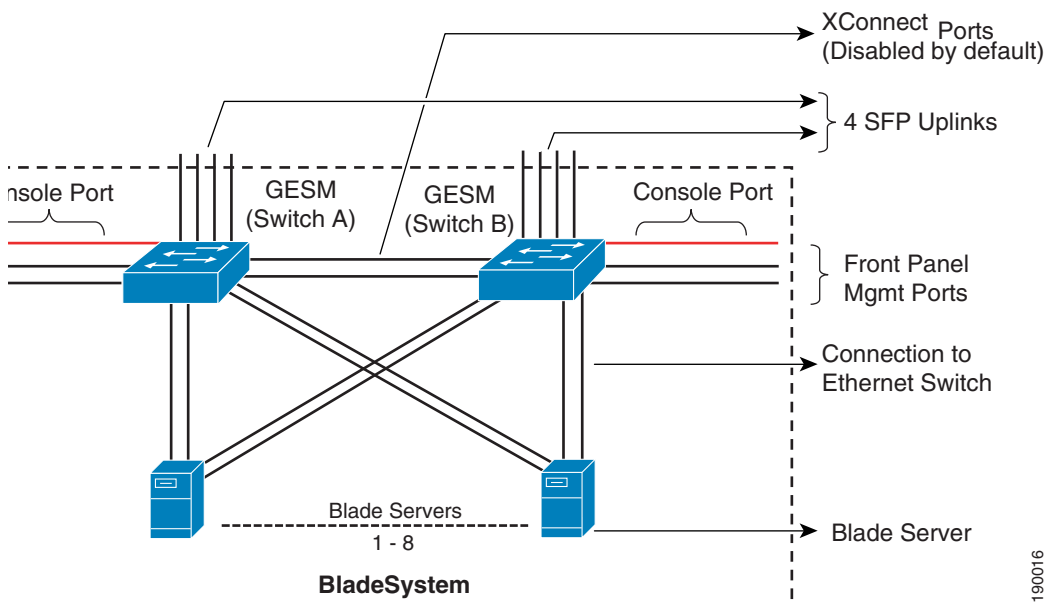 XConnect Ports
(Disabled by default)
4 SFP Uplinks
nsole Port
GESM
(Switch A)
GESM
(Switch B)
Console Port
Front Panel
Mgmt Ports
Connection to
Ethernet Switch
Blade Servers
1 - 8
Blade Server
BladeSystem
190016